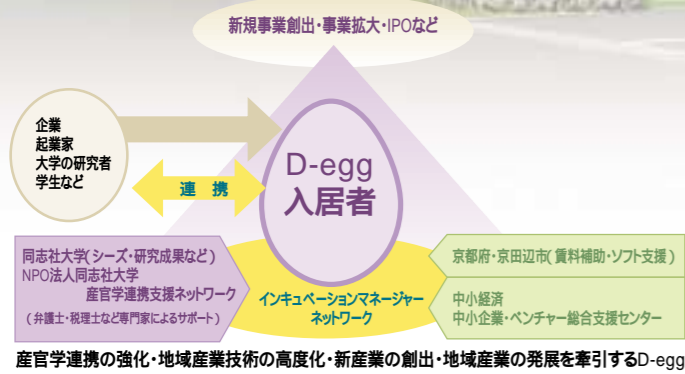 新規事業創出・事業拡大・IPOなど
企業
起業家
大学の研究者
学生など
連 携
D-egg
入居者
同志社大学(シーズ・研究成果など)
NPO法人同志社大学
産官学連携支援ネットワーク
(弁護士・税理士など専門家によるサポート)
インキュベーションマネージャー
ネットワーク
京都府・京田辺市(賃料補助・ソフト支援)
中小経済
中小企業・ベンチャー総合支援センター
産官学連携の強化・地域産業技術の高度化・新産業の創出・地域産業の発展を牽引するD-egg